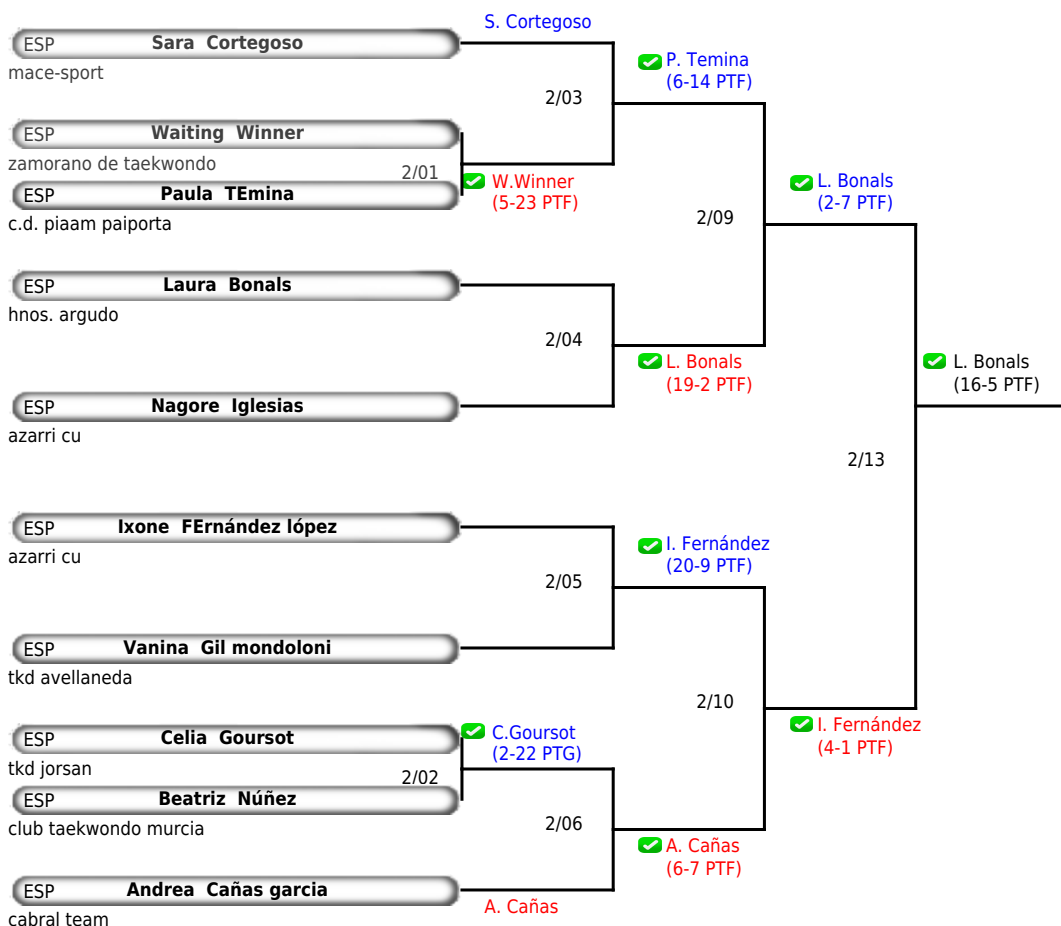 S. Cortegoso
ESP Sara Cortegoso
mace-sport
P. Temina
(6-14 PTF)
2/03
ESP Waiting Winner
zamorano de taekwondo
2/01
W.Winner
(5-23 PTF)
ESP Paula TEmina
c.d. piaam paiporta
L. Bonals
(2-7 PTF)
2/09
ESP Laura Bonals
hnos. argudo
2/04
L. Bonals
(19-2 PTF)
L. Bonals
(16-5 PTF)
ESP Nagore Iglesias
azarri cu
2/13
ESP Ixone FErnández lópez
azarri cu
I. Fernández
(20-9 PTF)
2/05
ESP Vanina Gil mondoloni
tkd avellaneda
2/10
I. Fernández
(4-1 PTF)
C.Goursot
(2-22 PTG)
ESP Celia Goursot
tkd jorsan
2/02
ESP Beatriz Núñez
club taekwondo murcia
2/06
A. Cañas
(6-7 PTF)
ESP Andrea Cañas garcia
A. Cañas
cabral team